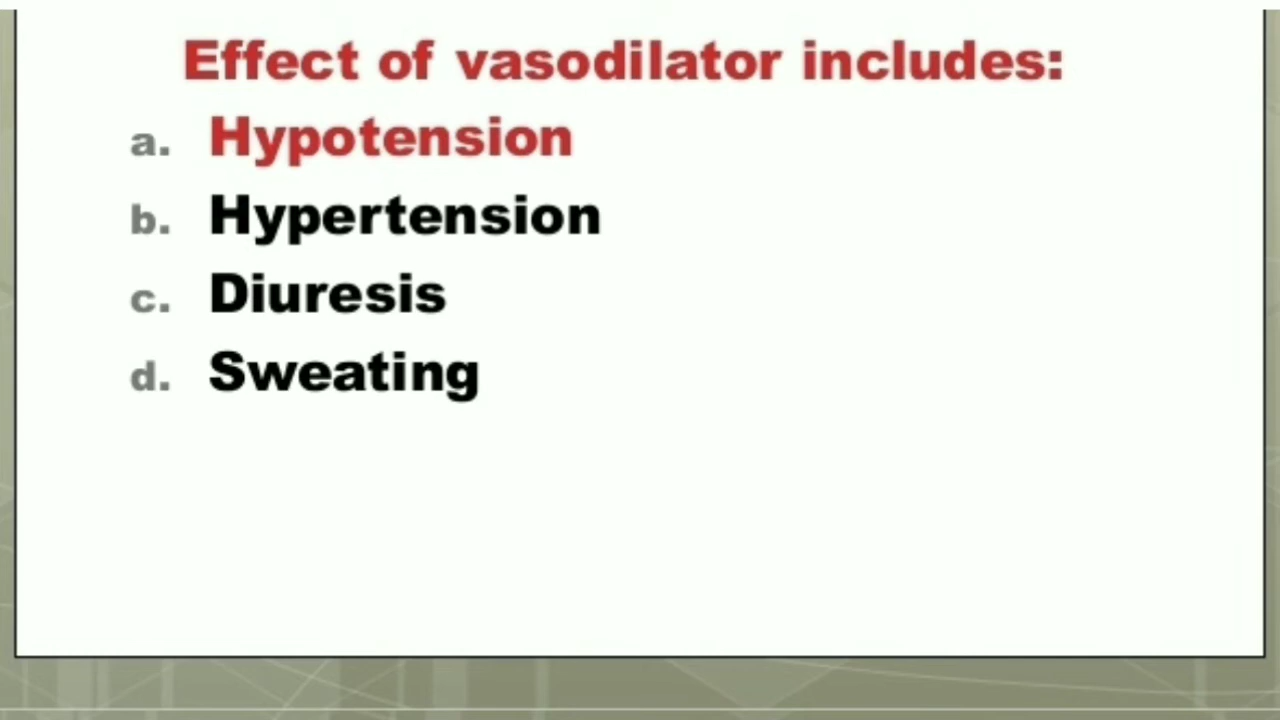 Effect of vasodilator includes:
a. Hypotension
b. Hypertension
c. Diuresis
d. Sweating